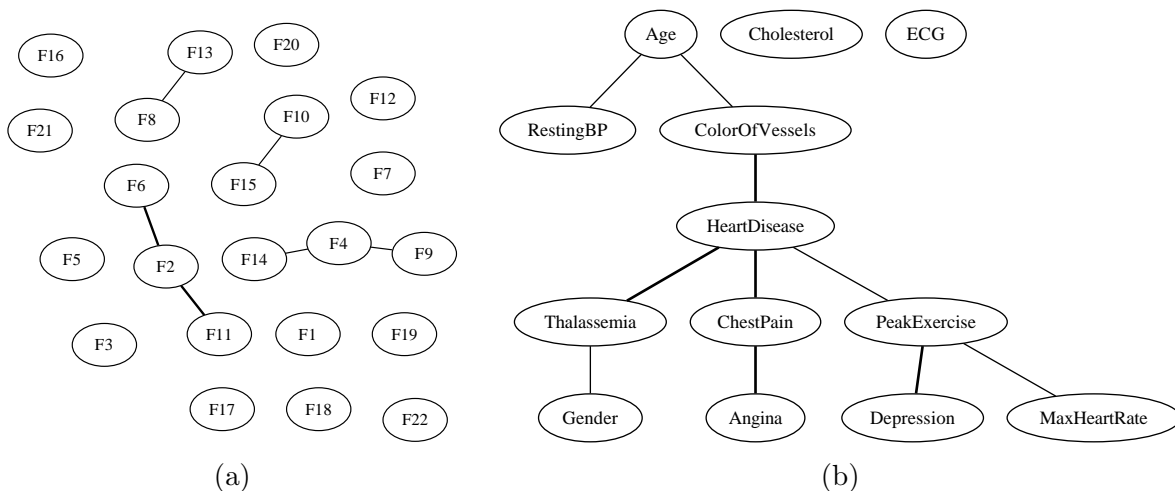 F16
F13
F20
F21
F8
F10
F12
F6
F15
F7
F5
F2
F14
F4
F9
F3
F11
F1
F19
F17
F18
F22
(a)
Age
Cholesterol
ECG
RestingBP
ColorOfVessels
HeartDisease
Thalassemia
ChestPain
PeakExercise
Gender
Angina
Depression
MaxHeartRate
(b)